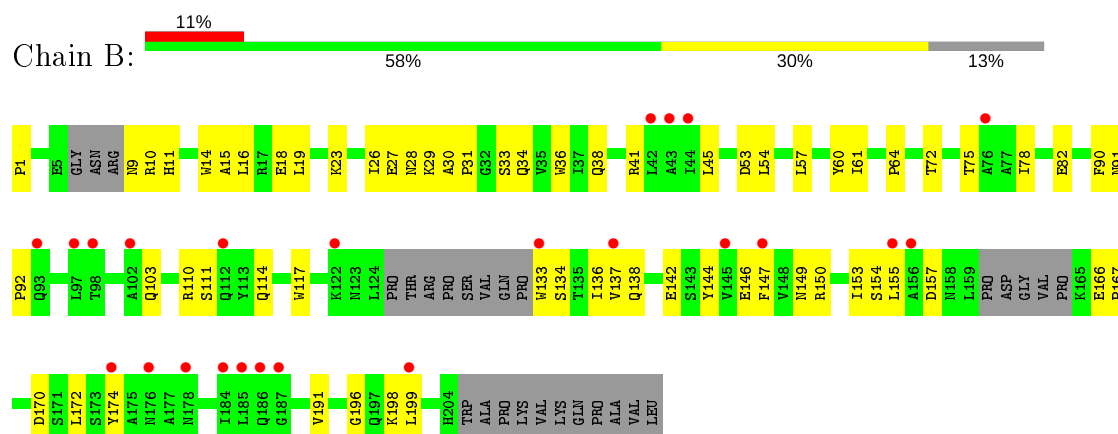 11%
Chain B:
58% 30% 13%
P1 E5 GLY ASN ARG N9 R10 H11 W14 A15 L16 R17 E18 L19 K23 I26 E27 N28 K29 A30 P31 G32 S33 Q34 V35 W36 I37 Q38 R41 L42 A43 I44 L45 D53 L54 L57 Y60 I61 P64 T72 T75 A76 A77 I78 E82 F90 N91
P92 Q93 L97 T98 A102 Q103 R110 S111 Q112 Y113 Q114 W117 K122 N123 L124 PRO THR ARG PRO SER VAL GLN PRO W133 S134 T135 I136 V137 Q138 E142 S143 Y144 V145 E146 F147 V148 N149 R150 I153 S154 L155 A156 D157 N158 L159 PRO ASP GLY VAL PRO K165 E166 R167
D170 S171 L172 S173 Y174 A175 N176 A177 N178 I184 L185 Q186 G187 V191 G196 Q197 K198 L199 H204 TRP ALA PRO LYS VAL LYS GLN PRO ALA VAL LEU